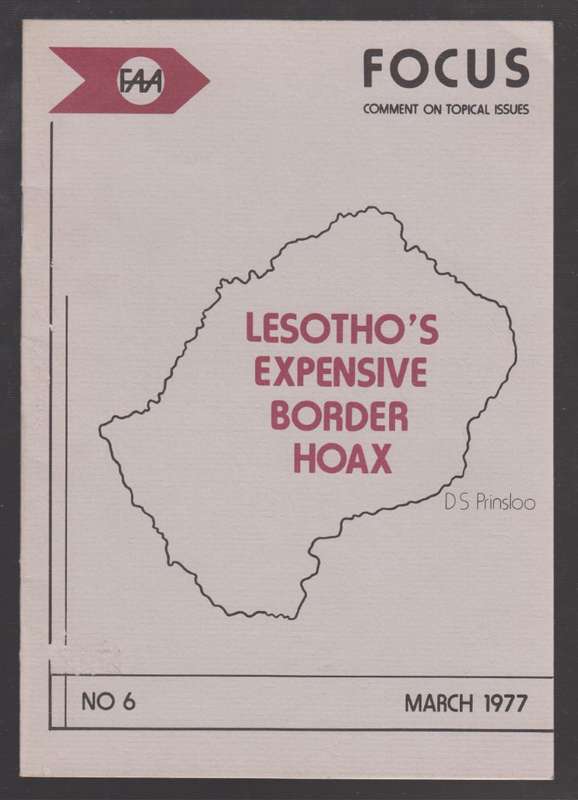 FAA
FOCUS
COMMENT ON TOPICAL ISSUES
LESOTHO'S
EXPENSIVE
BORDER
HOAX
D S Prinsloo
NO 6
MARCH 1977